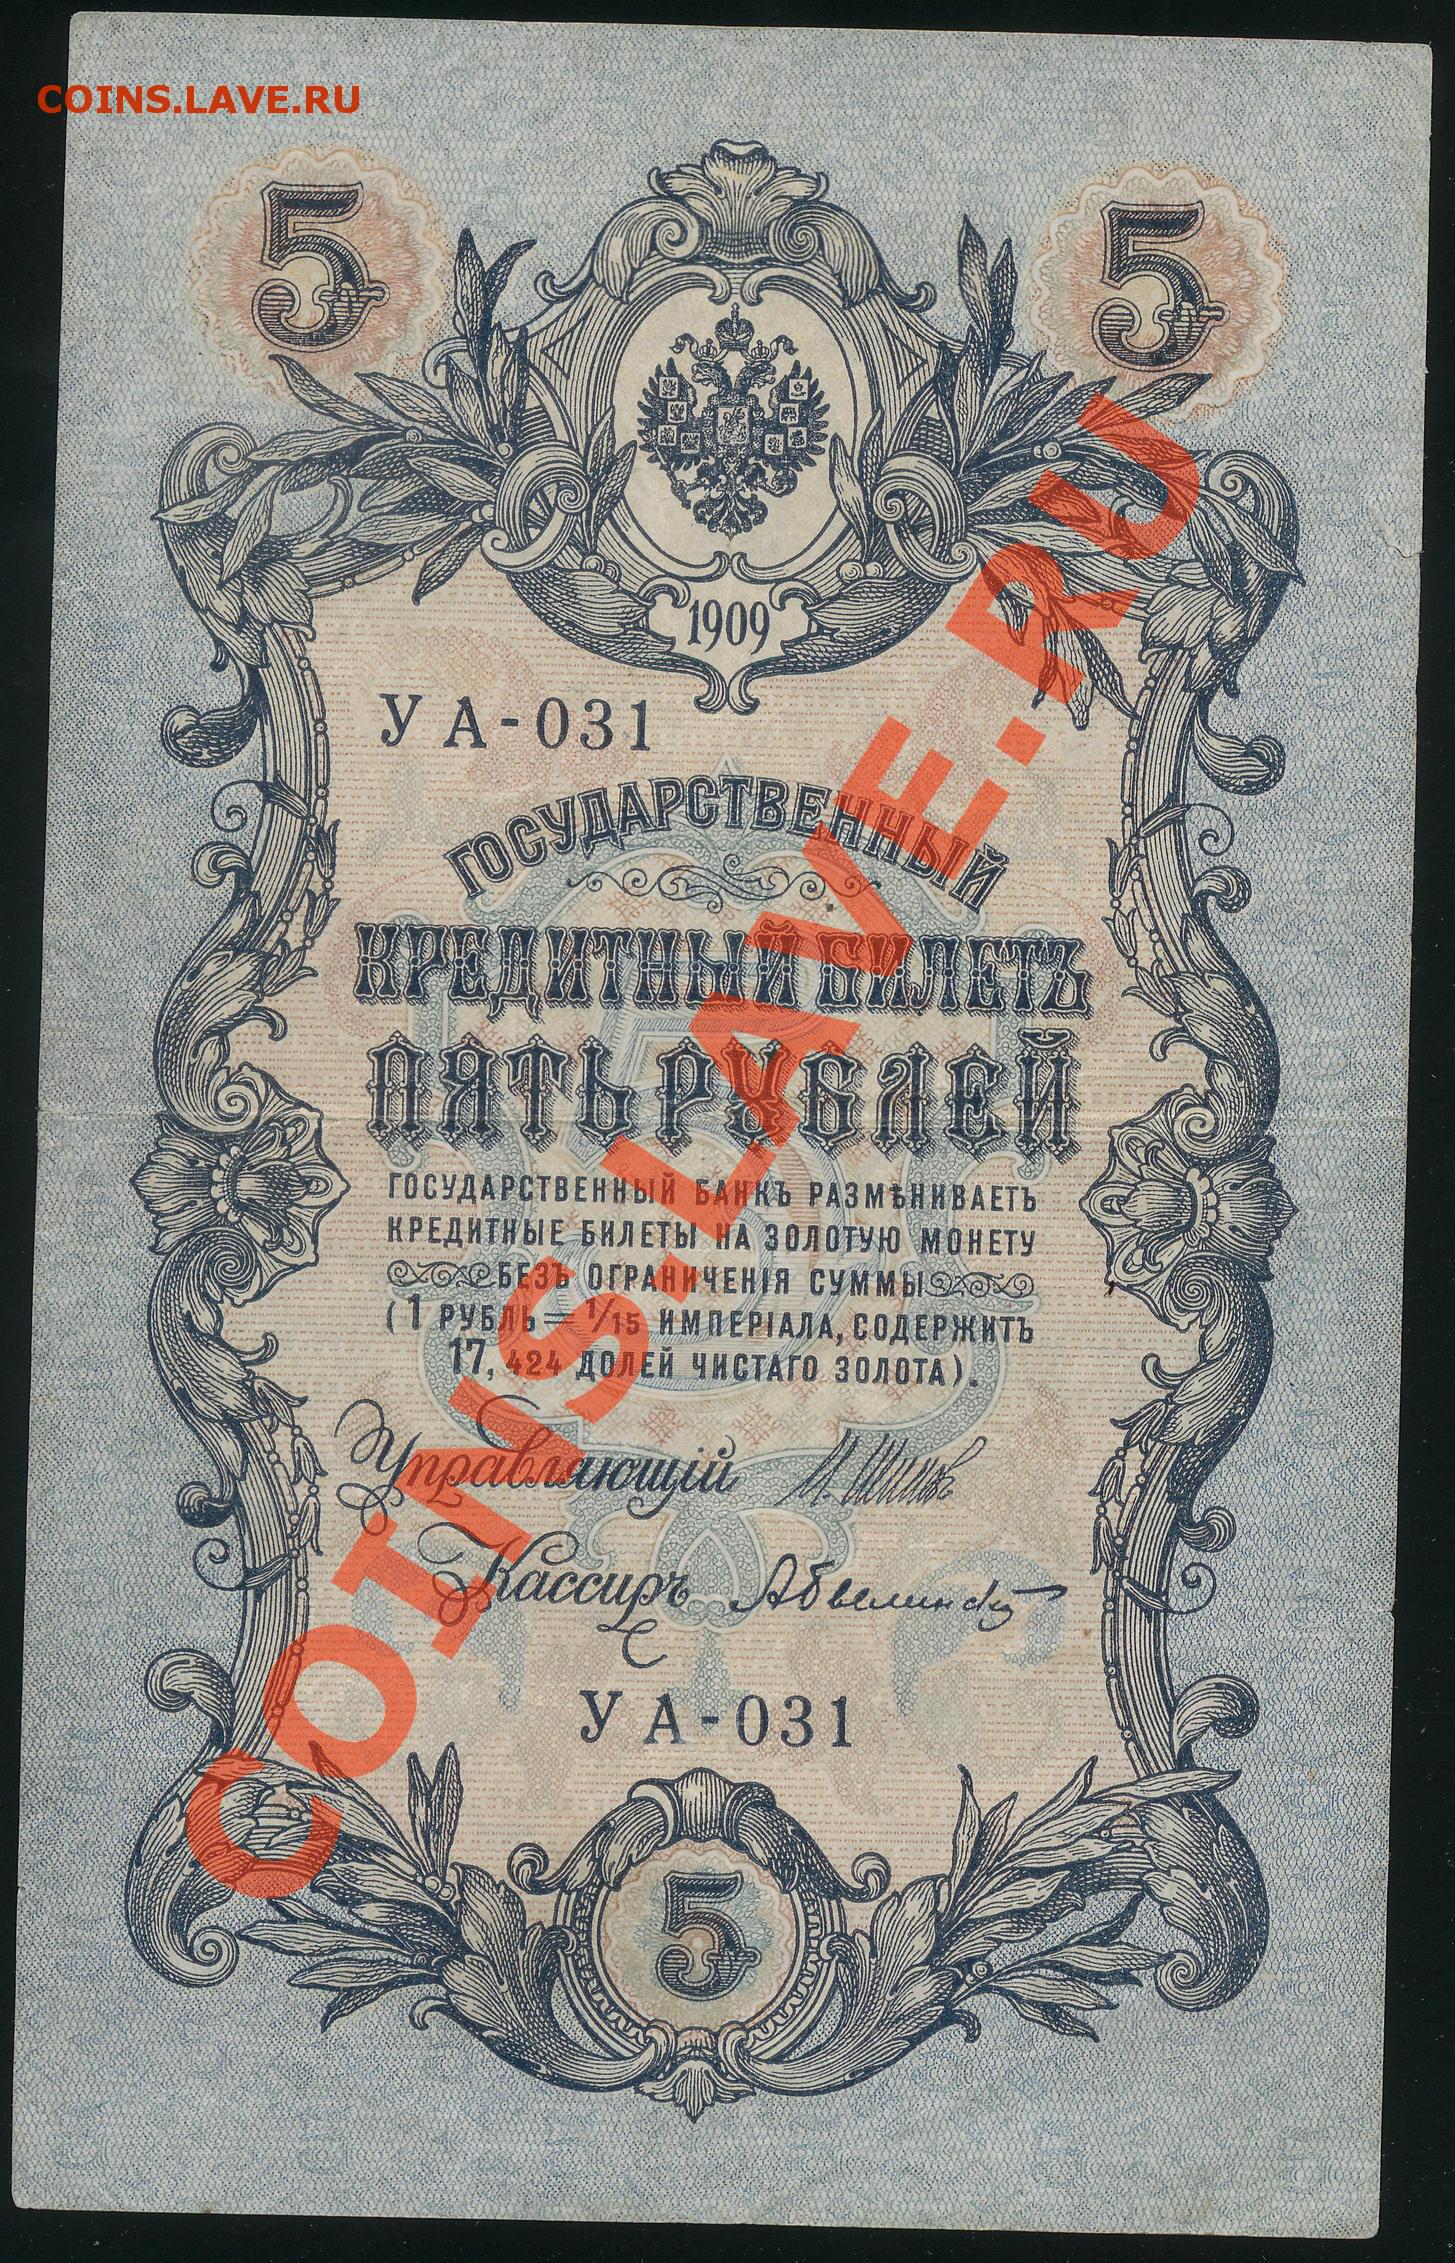 COINS.LAVE.RU
5 5
1909
УА-031
ГОСУДАРСТВЕННЫЙ
КРЕДИТНЫЙ БИЛЕТЪ
ПЯТЬ РУБЛЕЙ
ГОСУДАРСТВЕННЫЙ БАНКЪ РАЗМѢНИВАЕТЪ
КРЕДИТНЫЕ БИЛЕТЫ НА ЗОЛОТУЮ МОНЕТУ
БЕЗЪ ОГРАНИЧЕНІЯ СУММЫ
(1 РУБЛЬ = 1/15 ИМПЕРІАЛА, СОДЕРЖИТЪ
17,424 ДОЛЕЙ ЧИСТАГО ЗОЛОТА).
Управляющій И. Шиповъ
Кассиръ
УА-031
5
COINS.LAVE.RU